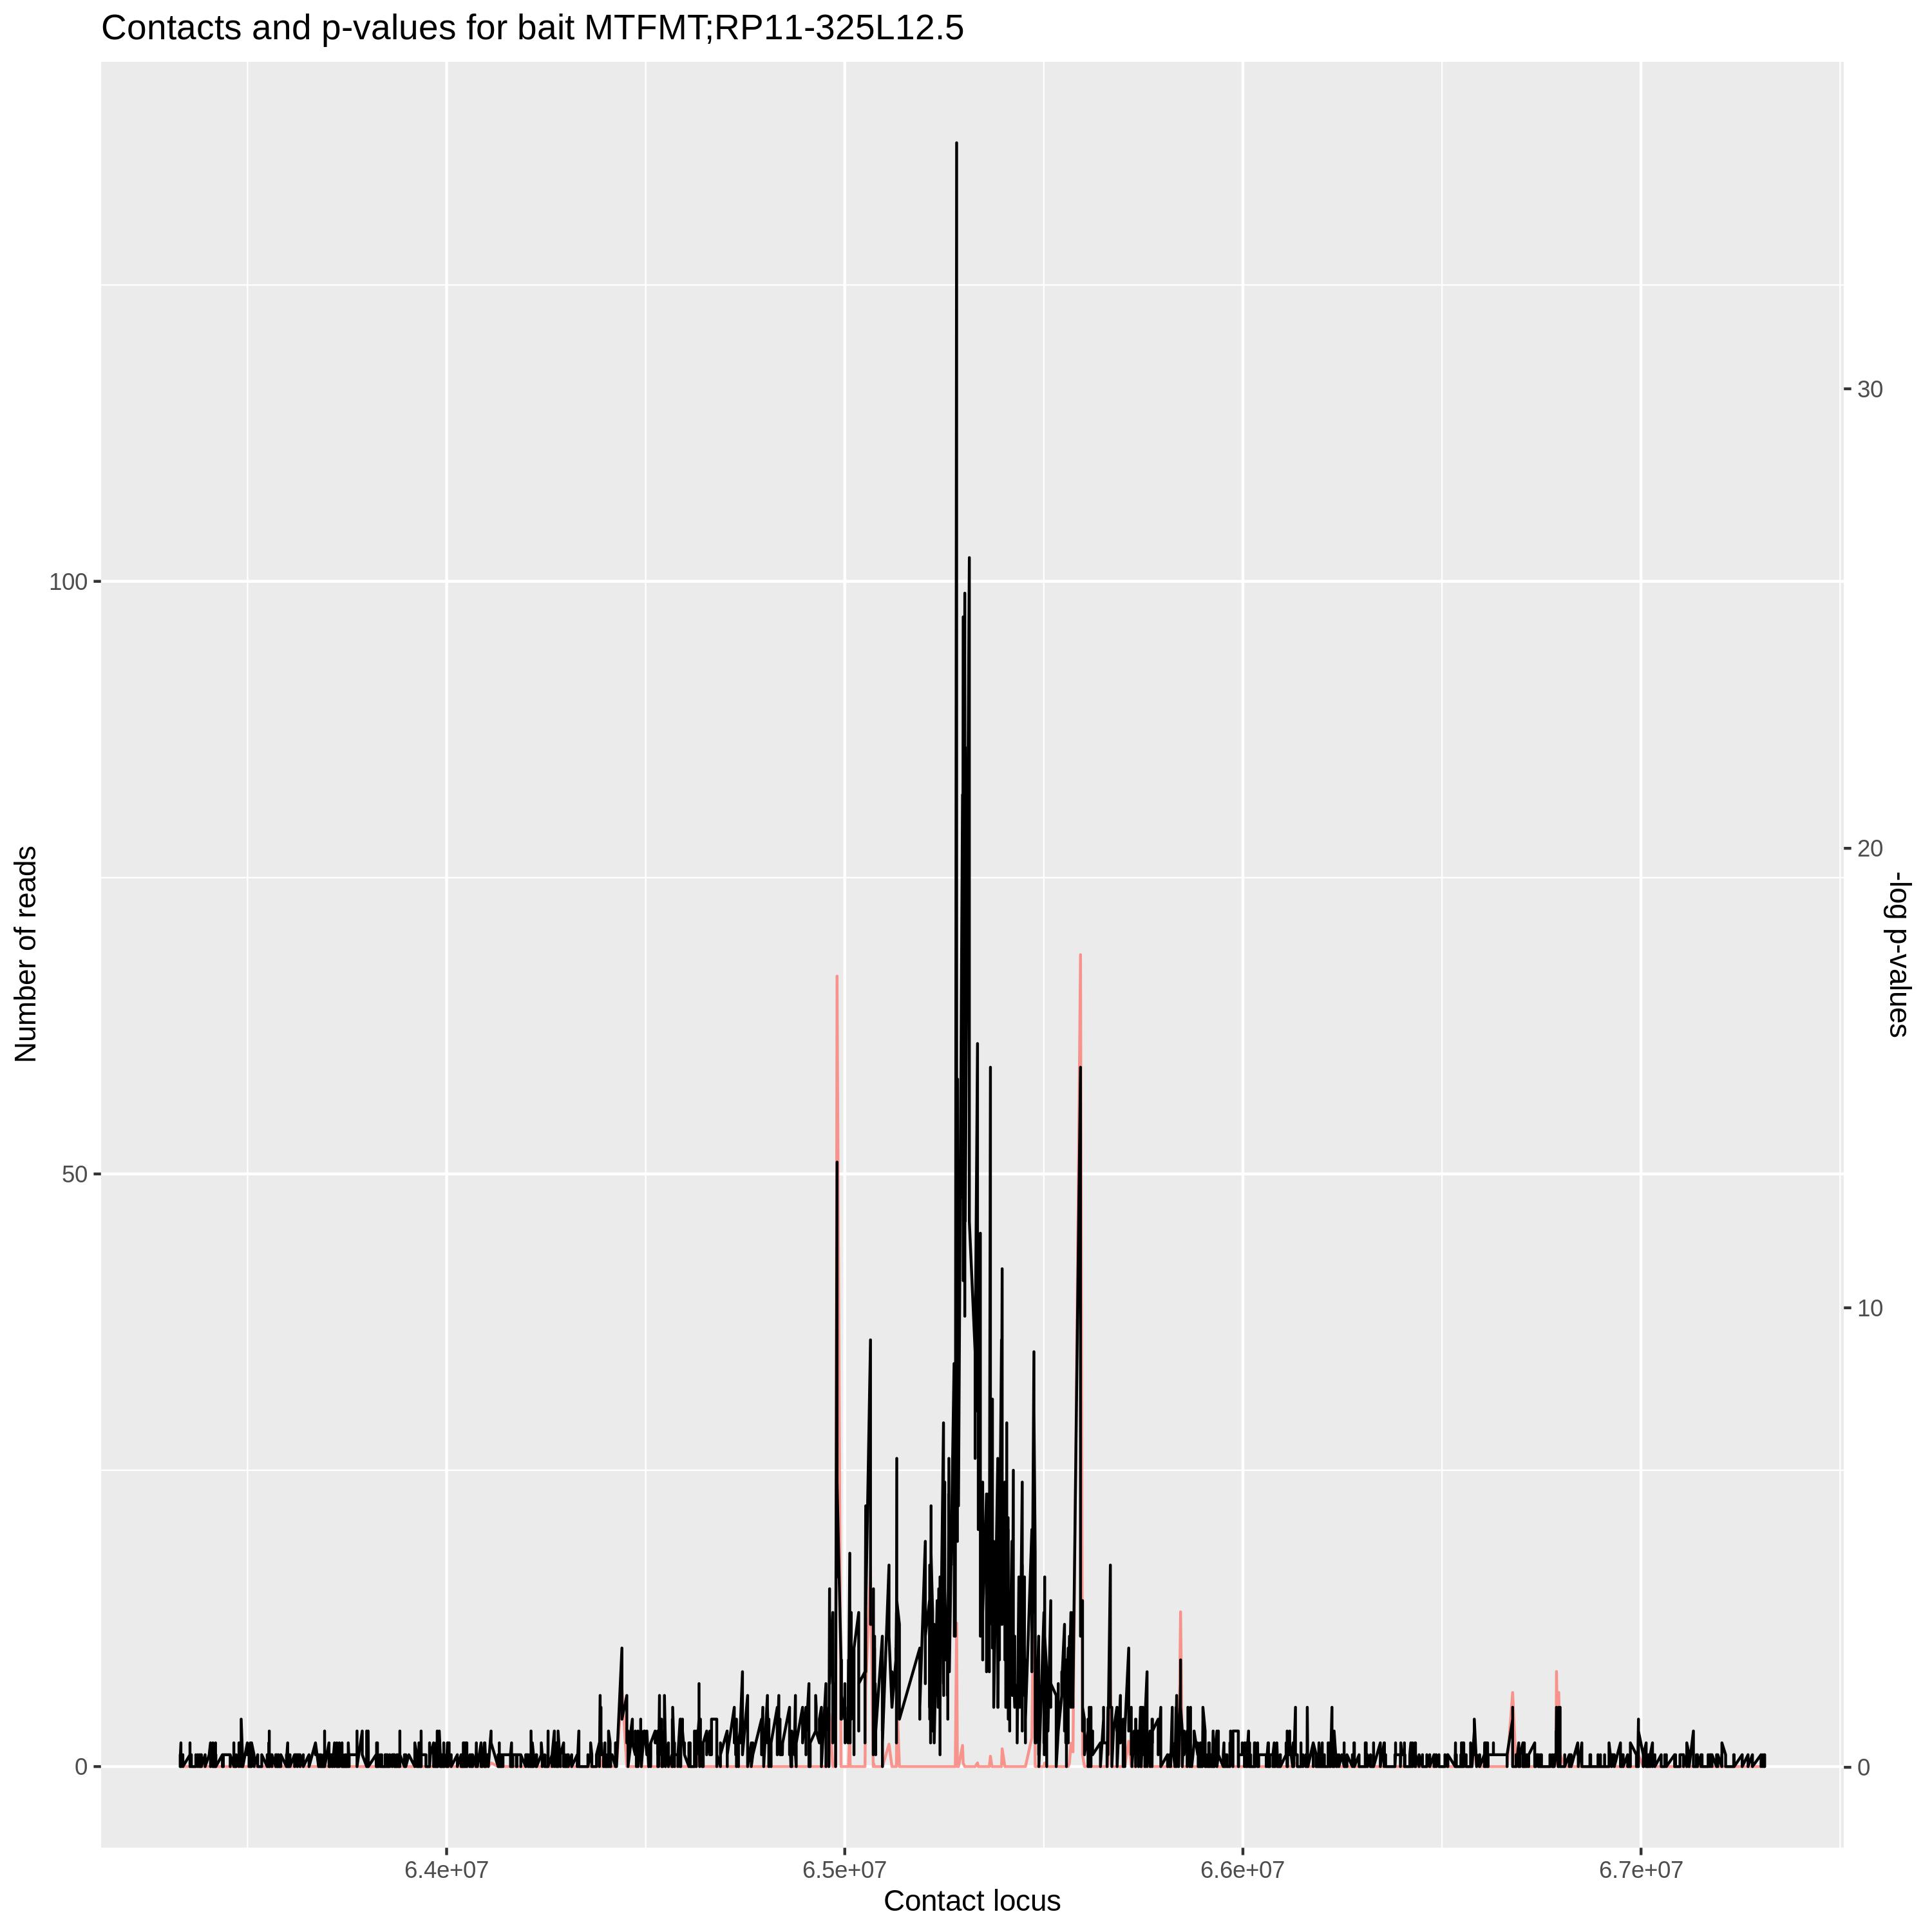 Contacts and p-values for bait MTFMT;RP11-325L12.5
Number of reads
100
50
0
30
20
10
0
-log p-values
6.4e+07
6.5e+07
6.6e+07
6.7e+07
Contact locus